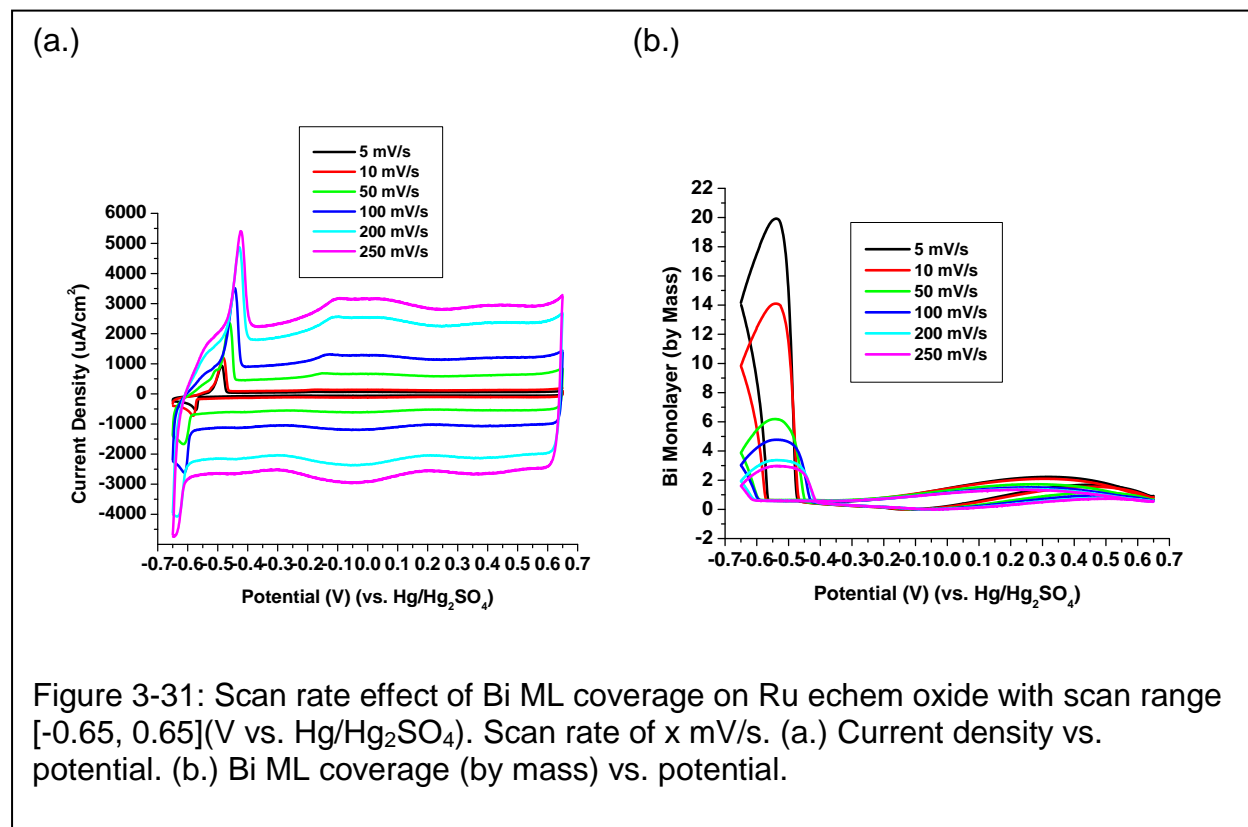 (a.)
(b.)
5 mV/s
10 mV/s
50 mV/s
100 mV/s
200 mV/s
250 mV/s
6000
5000
4000
3000
2000
1000
0
-1000
-2000
-3000
-4000
Current Density (uA/cm²)
-0.7 -0.6 -0.5 -0.4 -0.3 -0.2 -0.1 0.0 0.1 0.2 0.3 0.4 0.5 0.6 0.7
Potential (V) (vs. Hg/Hg₂SO₄)
5 mV/s
10 mV/s
50 mV/s
100 mV/s
200 mV/s
250 mV/s
22
20
18
16
14
12
10
8
6
4
2
0
-2
Bi Monolayer (by Mass)
-0.7 -0.6 -0.5 -0.4 -0.3 -0.2 -0.1 0.0 0.1 0.2 0.3 0.4 0.5 0.6 0.7
Potential (V) (vs. Hg/Hg₂SO₄)
Figure 3-31: Scan rate effect of Bi ML coverage on Ru echem oxide with scan range
[-0.65, 0.65](V vs. Hg/Hg₂SO₄). Scan rate of x mV/s. (a.) Current density vs.
potential. (b.) Bi ML coverage (by mass) vs. potential.